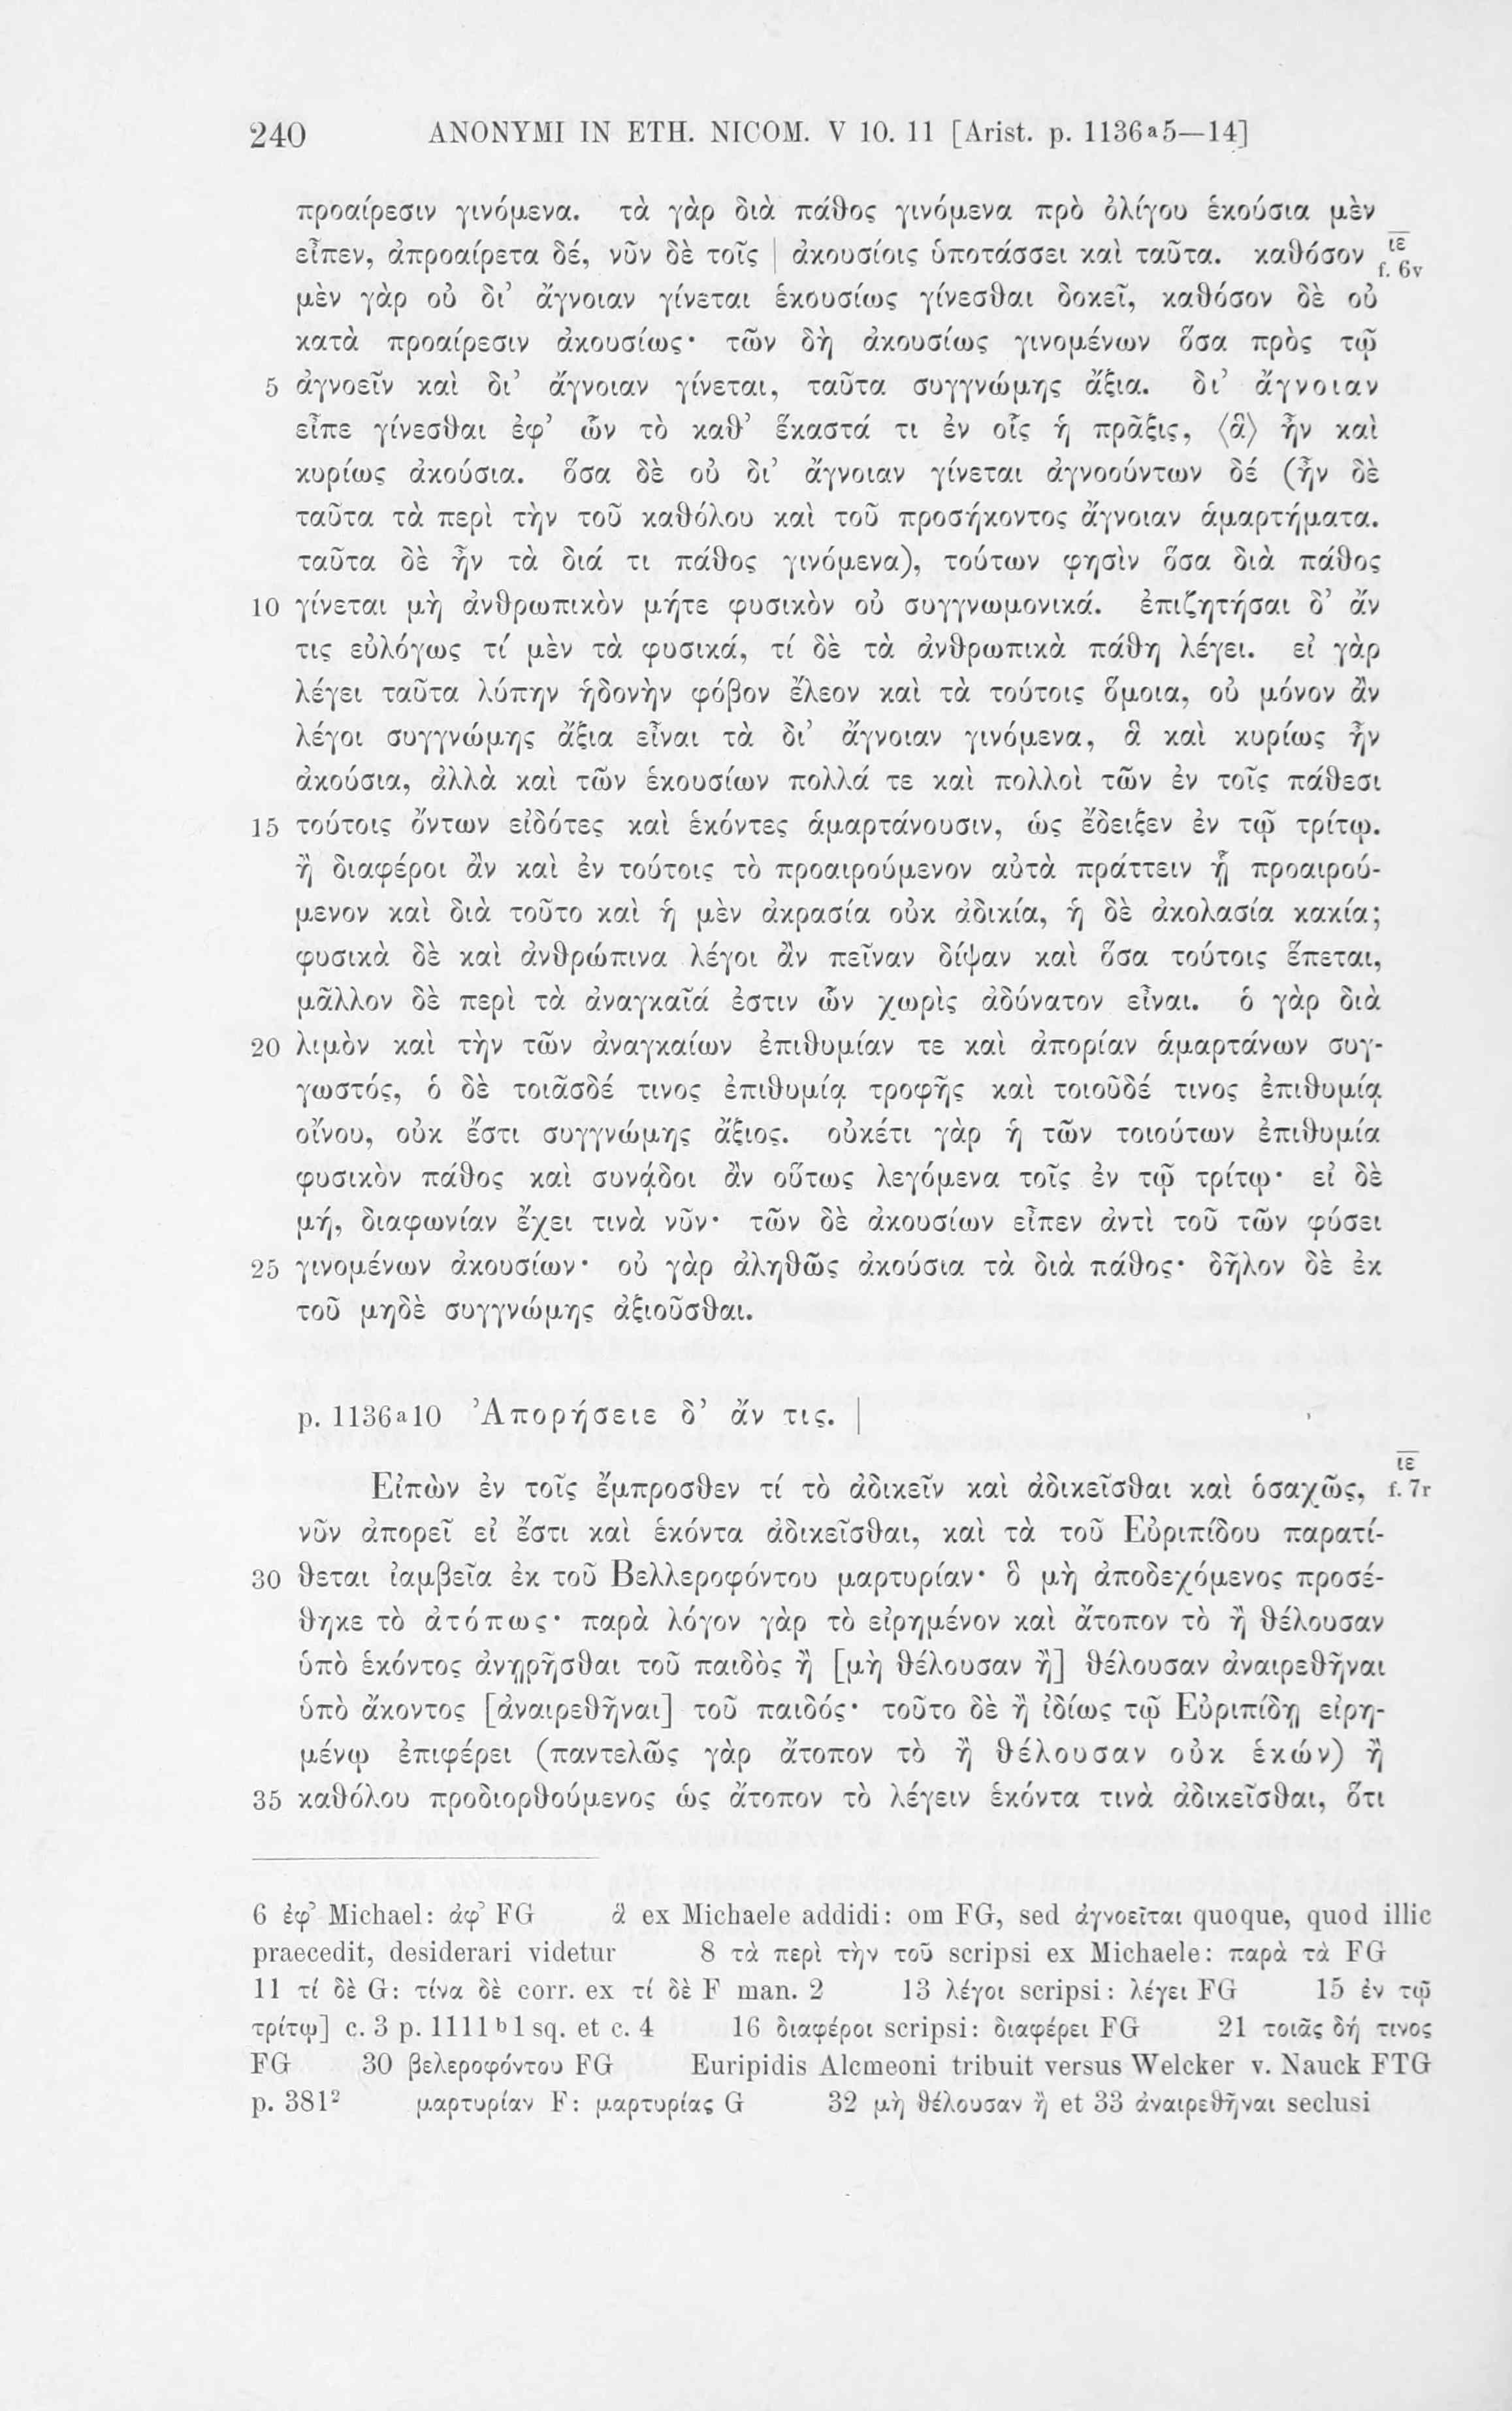 240 ANONYMI IN ETH. NICOM. V 10. 11 [Arist. p. 1136ª5—14]
προαίρεσιν γινόμενα. τὰ γὰρ διὰ πάθος γινόμενα πρὸ ὀλίγου ἑκούσια μὲν
εἶπεν, ἀπροαίρετα δέ, νῦν δὲ τοῖς | ἀκουσίοις ὑποτάσσει καὶ ταῦτα. καθόσον ιε f. 6v
μὲν γὰρ οὐ δι’ ἄγνοιαν γίνεται ἑκουσίως γίνεσθαι δοκεῖ, καθόσον δὲ οὐ
κατὰ προαίρεσιν ἀκουσίως· τῶν δὴ ἀκουσίως γινομένων ὅσα πρὸς τῷ
5 ἀγνοεῖν καὶ δι’ ἄγνοιαν γίνεται, ταῦτα συγγνώμης ἄξια. δι’ ἄγνοιαν
εἶπε γίνεσθαι ἐφ’ ὧν τὸ καθ’ ἕκαστά τι ἐν οἷς ἡ πρᾶξις, ⟨ἃ⟩ ἦν καὶ
κυρίως ἀκούσια. ὅσα δὲ οὐ δι’ ἄγνοιαν γίνεται ἀγνοούντων δέ (ἦν δὲ
ταῦτα τὰ περὶ τὴν τοῦ καθόλου καὶ τοῦ προσήκοντος ἄγνοιαν ἁμαρτήματα.
ταῦτα δὲ ἦν τὰ διά τι πάθος γινόμενα), τούτων φησὶν ὅσα διὰ πάθος
10 γίνεται μὴ ἀνθρωπικὸν μήτε φυσικὸν οὐ συγγνωμονικά. ἐπιζητήσαι δ’ ἄν
τις εὐλόγως τί μὲν τὰ φυσικά, τί δὲ τὰ ἀνθρωπικὰ πάθη λέγει. εἰ γὰρ
λέγει ταῦτα λύπην ἡδονὴν φόβον ἔλεον καὶ τὰ τούτοις ὅμοια, οὐ μόνον ἂν
λέγοι συγγνώμης ἄξια εἶναι τὰ δι’ ἄγνοιαν γινόμενα, ἃ καὶ κυρίως ἦν
ἀκούσια, ἀλλὰ καὶ τῶν ἑκουσίων πολλά τε καὶ πολλοὶ τῶν ἐν τοῖς πάθεσι
15 τούτοις ὄντων εἰδότες καὶ ἑκόντες ἁμαρτάνουσιν, ὡς ἔδειξεν ἐν τῷ τρίτῳ.
ἢ διαφέροι ἂν καὶ ἐν τούτοις τὸ προαιρούμενον αὐτὰ πράττειν ᾗ προαιρού-
μενον καὶ διὰ τοῦτο καὶ ἡ μὲν ἀκρασία οὐκ ἀδικία, ἡ δὲ ἀκολασία κακία;
φυσικὰ δὲ καὶ ἀνθρώπινα λέγοι ἂν πεῖναν δίψαν καὶ ὅσα τούτοις ἕπεται,
μᾶλλον δὲ περὶ τὰ ἀναγκαῖά ἐστιν ὧν χωρὶς ἀδύνατον εἶναι. ὁ γὰρ διὰ
20 λιμὸν καὶ τὴν τῶν ἀναγκαίων ἐπιθυμίαν τε καὶ ἀπορίαν ἁμαρτάνων συγ-
γωστός, ὁ δὲ τοιᾶσδέ τινος ἐπιθυμίᾳ τροφῆς καὶ τοιοῦδέ τινος ἐπιθυμίᾳ
οἴνου, οὐκ ἔστι συγγνώμης ἄξιος. οὐκέτι γὰρ ἡ τῶν τοιούτων ἐπιθυμία
φυσικὸν πάθος καὶ συνᾴδοι ἂν οὕτως λεγόμενα τοῖς ἐν τῷ τρίτῳ· εἰ δὲ
μή, διαφωνίαν ἔχει τινὰ νῦν· τῶν δὲ ἀκουσίων εἶπεν ἀντὶ τοῦ τῶν φύσει
25 γινομένων ἀκουσίων· οὐ γὰρ ἀληθῶς ἀκούσια τὰ διὰ πάθος· δῆλον δὲ ἐκ
τοῦ μηδὲ συγγνώμης ἀξιοῦσθαι.
p. 1136ª10 Ἀπορήσειε δ’ ἄν τις. |
Εἰπὼν ἐν τοῖς ἔμπροσθεν τί τὸ ἀδικεῖν καὶ ἀδικεῖσθαι καὶ ὁσαχῶς, ιε f. 7r
νῦν ἀπορεῖ εἰ ἔστι καὶ ἑκόντα ἀδικεῖσθαι, καὶ τὰ τοῦ Εὐριπίδου παρατί-
30 θεται ἰαμβεῖα ἐκ τοῦ Βελλεροφόντου μαρτυρίαν· ὃ μὴ ἀποδεχόμενος προσέ-
θηκε τὸ ἀτόπως· παρὰ λόγον γὰρ τὸ εἰρημένον καὶ ἄτοπον τὸ ἢ θέλουσαν
ὑπὸ ἑκόντος ἀνῃρῆσθαι τοῦ παιδὸς ἢ [μὴ θέλουσαν ἢ] θέλουσαν ἀναιρεθῆναι
ὑπὸ ἄκοντος [ἀναιρεθῆναι] τοῦ παιδός· τοῦτο δὲ ἢ ἰδίως τῷ Εὐριπίδῃ εἰρη-
μένῳ ἐπιφέρει (παντελῶς γὰρ ἄτοπον τὸ ἢ θέλουσαν οὐκ ἑκών) ἢ
35 καθόλου προδιορθούμενος ὡς ἄτοπον τὸ λέγειν ἑκόντα τινὰ ἀδικεῖσθαι, ὅτι
6 ἐφ’ Michael: ἀφ’ FG ἃ ex Michaele addidi: om FG, sed ἀγνοεῖται quoque, quod illic
praecedit, desiderari videtur 8 τὰ περὶ τὴν τοῦ scripsi ex Michaele: παρὰ τὰ FG
11 τί δὲ G: τίνα δὲ corr. ex τί δὲ F man. 2 13 λέγοι scripsi: λέγει FG 15 ἐν τῷ
τρίτῳ] c. 3 p. 1111ᵇ1 sq. et c. 4 16 διαφέροι scripsi: διαφέρει FG 21 τοιᾶς δή τινος
FG 30 βελεροφόντου FG Euripidis Alcmeoni tribuit versus Welcker v. Nauck FTG
p. 381² μαρτυρίαν F: μαρτυρίας G 32 μὴ θέλουσαν ἢ et 33 ἀναιρεθῆναι seclusi